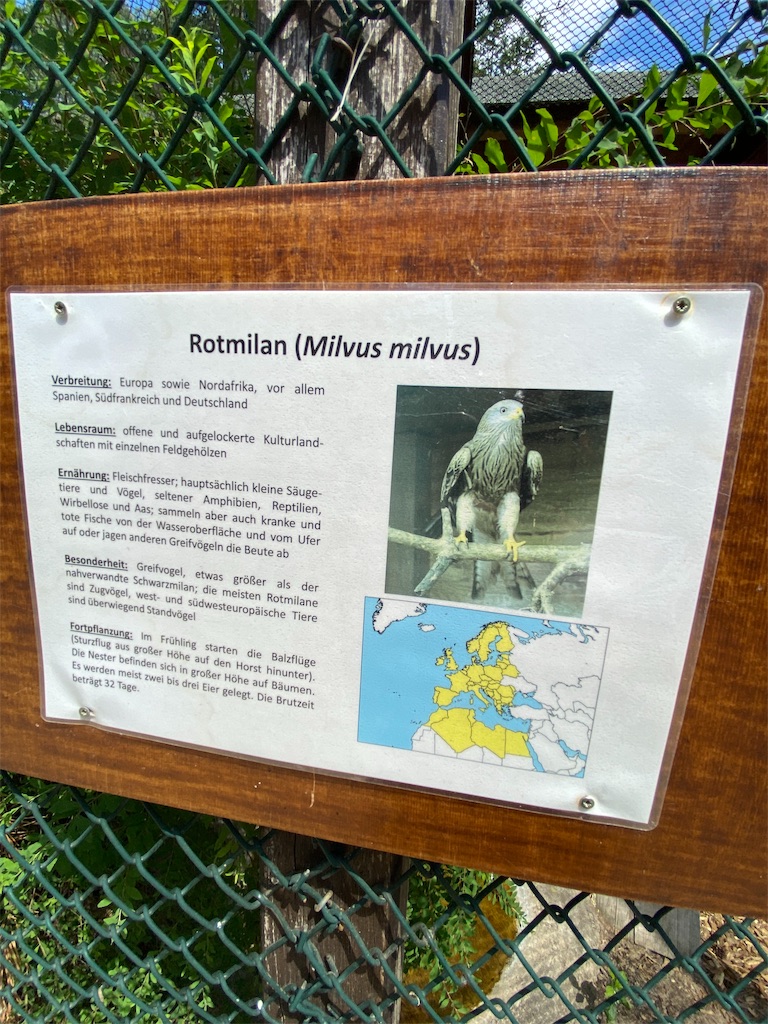 Rotmilan (Milvus milvus)
Verbreitung: Europa sowie Nordafrika, vor allem
Spanien, Südfrankreich und Deutschland
Lebensraum: offene und aufgelockerte Kulturland-
schaften mit einzelnen Feldgehölzen
Ernährung: Fleischfresser; hauptsächlich kleine Säuge-
tiere und Vögel, seltener Amphibien, Reptilien,
Wirbellose und Aas; sammeln aber auch kranke und
tote Fische von der Wasseroberfläche und vom Ufer
auf oder jagen anderen Greifvögeln die Beute ab
Besonderheit: Greifvogel, etwas größer als der
nahverwandte Schwarzmilan; die meisten Rotmilane
sind Zugvögel, west- und südwesteuropäische Tiere
sind überwiegend Standvögel
Fortpflanzung: Im Frühling starten die Balzflüge
(Sturzflug aus großer Höhe auf den Horst hinunter).
Die Nester befinden sich in großer Höhe auf Bäumen.
Es werden meist zwei bis drei Eier gelegt. Die Brutzeit
beträgt 32 Tage.